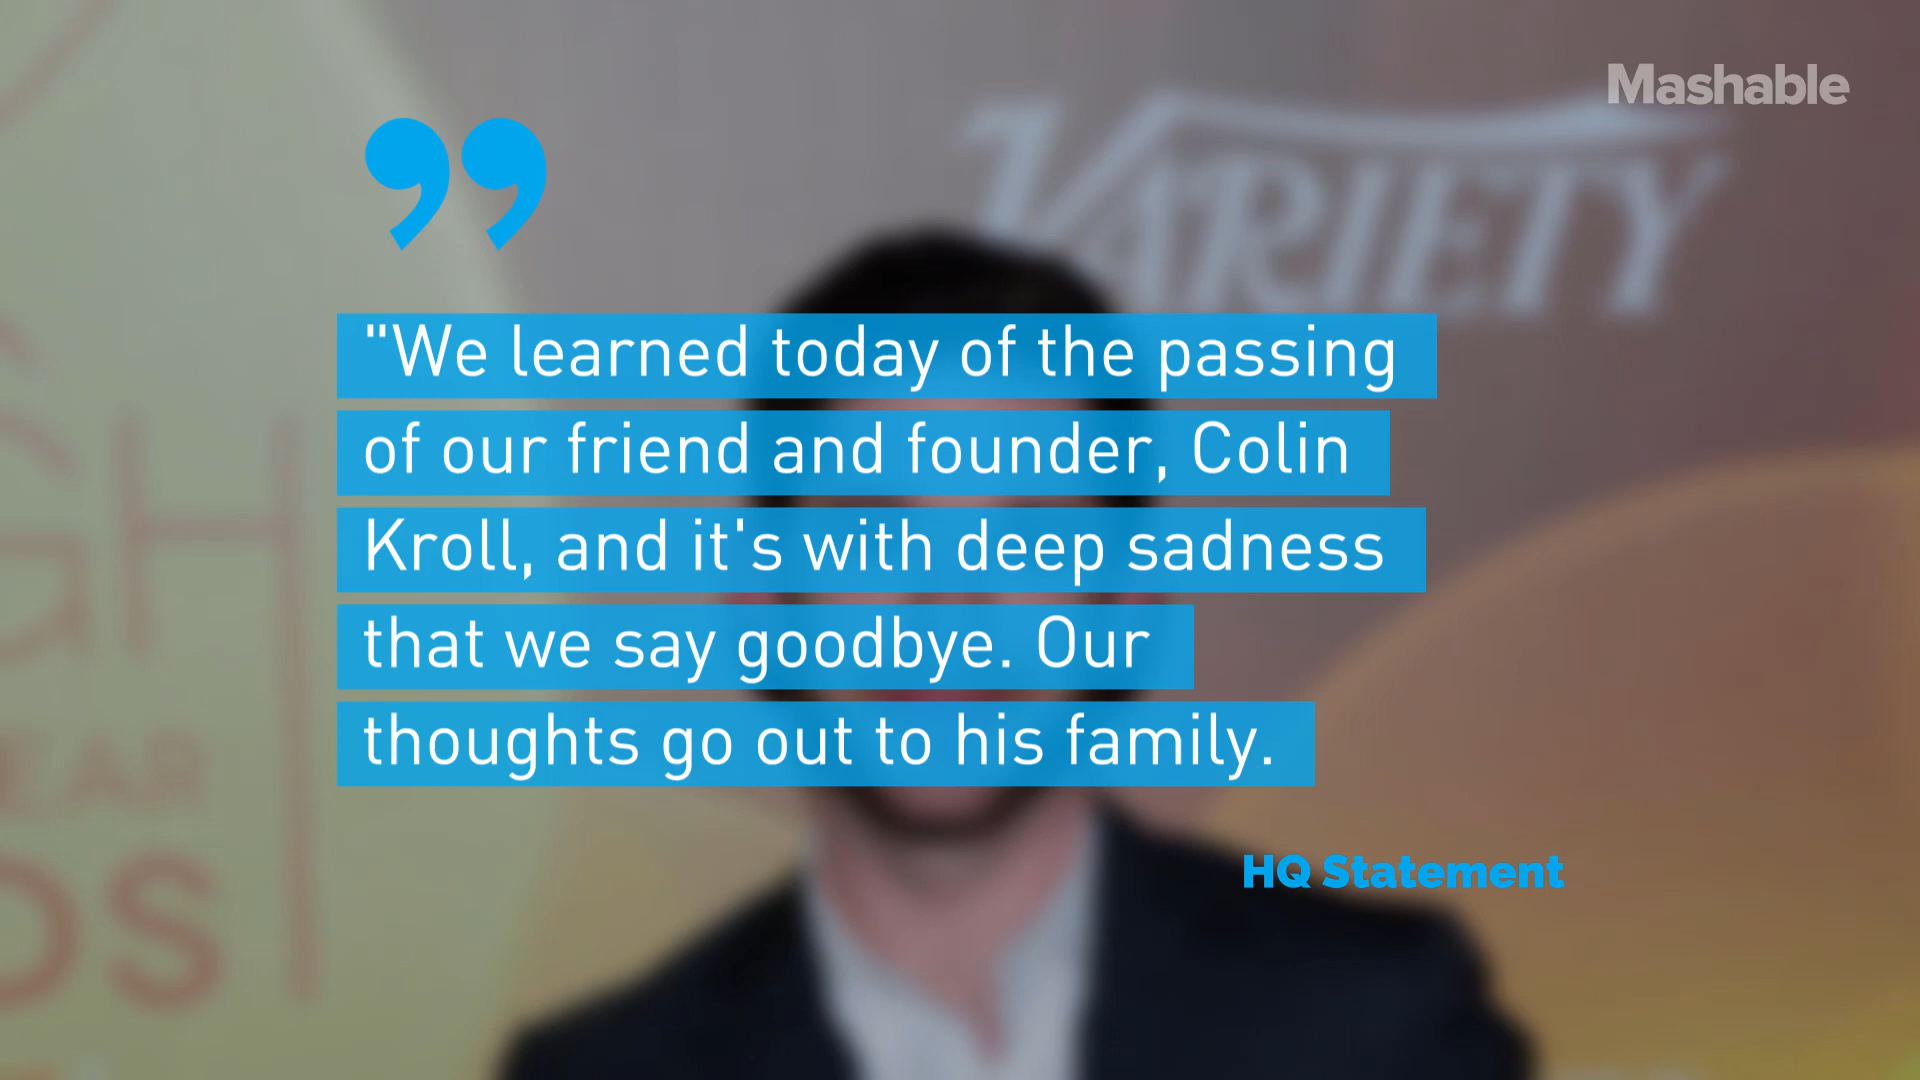 Mashable
VARIETY
"We learned today of the passing
of our friend and founder, Colin
Kroll, and it's with deep sadness
that we say goodbye. Our
thoughts go out to his family.
HQ Statement